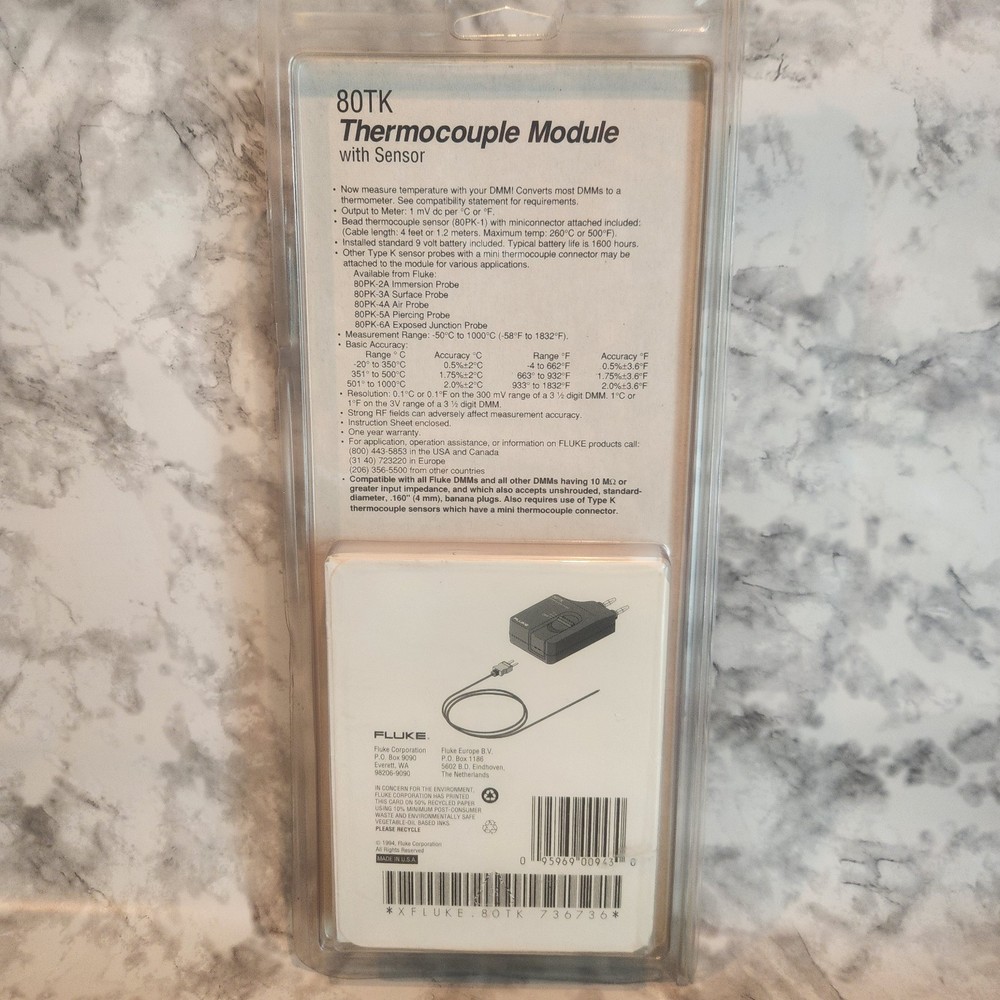 80TK
Thermocouple Module
with Sensor
• Now measure temperature with your DMM! Converts most DMMs to a
thermometer. See compatibility statement for requirements.
• Output to Meter: 1 mV dc per °C or °F.
• Bead thermocouple sensor (80PK-1) with miniconnector attached included:
(Cable length: 4 feet or 1.2 meters. Maximum temp: 260°C or 500°F).
• Installed standard 9 volt battery included. Typical battery life is 1600 hours.
• Other Type K sensor probes with a mini thermocouple connector may be
attached to the module for various applications.
Available from Fluke:
80PK-2A Immersion Probe
80PK-3A Surface Probe
80PK-4A Air Probe
80PK-5A Piercing Probe
80PK-6A Exposed Junction Probe
• Measurement Range: -50°C to 1000°C (-58°F to 1832°F).
• Basic Accuracy:
Range ° C Accuracy °C Range °F Accuracy °F
-20° to 350°C 0.5%±2°C -4 to 662°F 0.5%±3.6°F
351° to 500°C 1.75%±2°C 663° to 932°F 1.75%±3.6°F
501° to 1000°C 2.0%±2°C 933° to 1832°F 2.0%±3.6°F
• Resolution: 0.1°C or 0.1°F on the 300 mV range of a 3 ½ digit DMM. 1°C or
1°F on the 3V range of a 3 ½ digit DMM.
• Strong RF fields can adversely affect measurement accuracy.
• Instruction Sheet enclosed.
• One year warranty.
• For application, operation assistance, or information on FLUKE products call:
(800) 443-5853 in the USA and Canada
(31 40) 723220 in Europe
(206) 356-5500 from other countries
• Compatible with all Fluke DMMs and all other DMMs having 10 MΩ or
greater input impedance, and which also accepts unshrouded, standard-
diameter, .160" (4 mm), banana plugs. Also requires use of Type K
thermocouple sensors which have a mini thermocouple connector.
FLUKE
FLUKE
Fluke Corporation
P.O. Box 9090
Everett, WA
98206-9090
Fluke Europe B.V.
P.O. Box 1186
5602 B.D. Eindhoven,
The Netherlands
IN CONCERN FOR THE ENVIRONMENT,
FLUKE CORPORATION HAS PRINTED
THIS CARD ON 50% RECYCLED PAPER
USING 10% MINIMUM POST-CONSUMER
WASTE AND ENVIRONMENTALLY SAFE
VEGETABLE-OIL BASED INKS.
PLEASE RECYCLE
© 1994, Fluke Corporation
All Rights Reserved
MADE IN U.S.A.
0 95969 00943 0
*XFLUKE.80TK 736736*